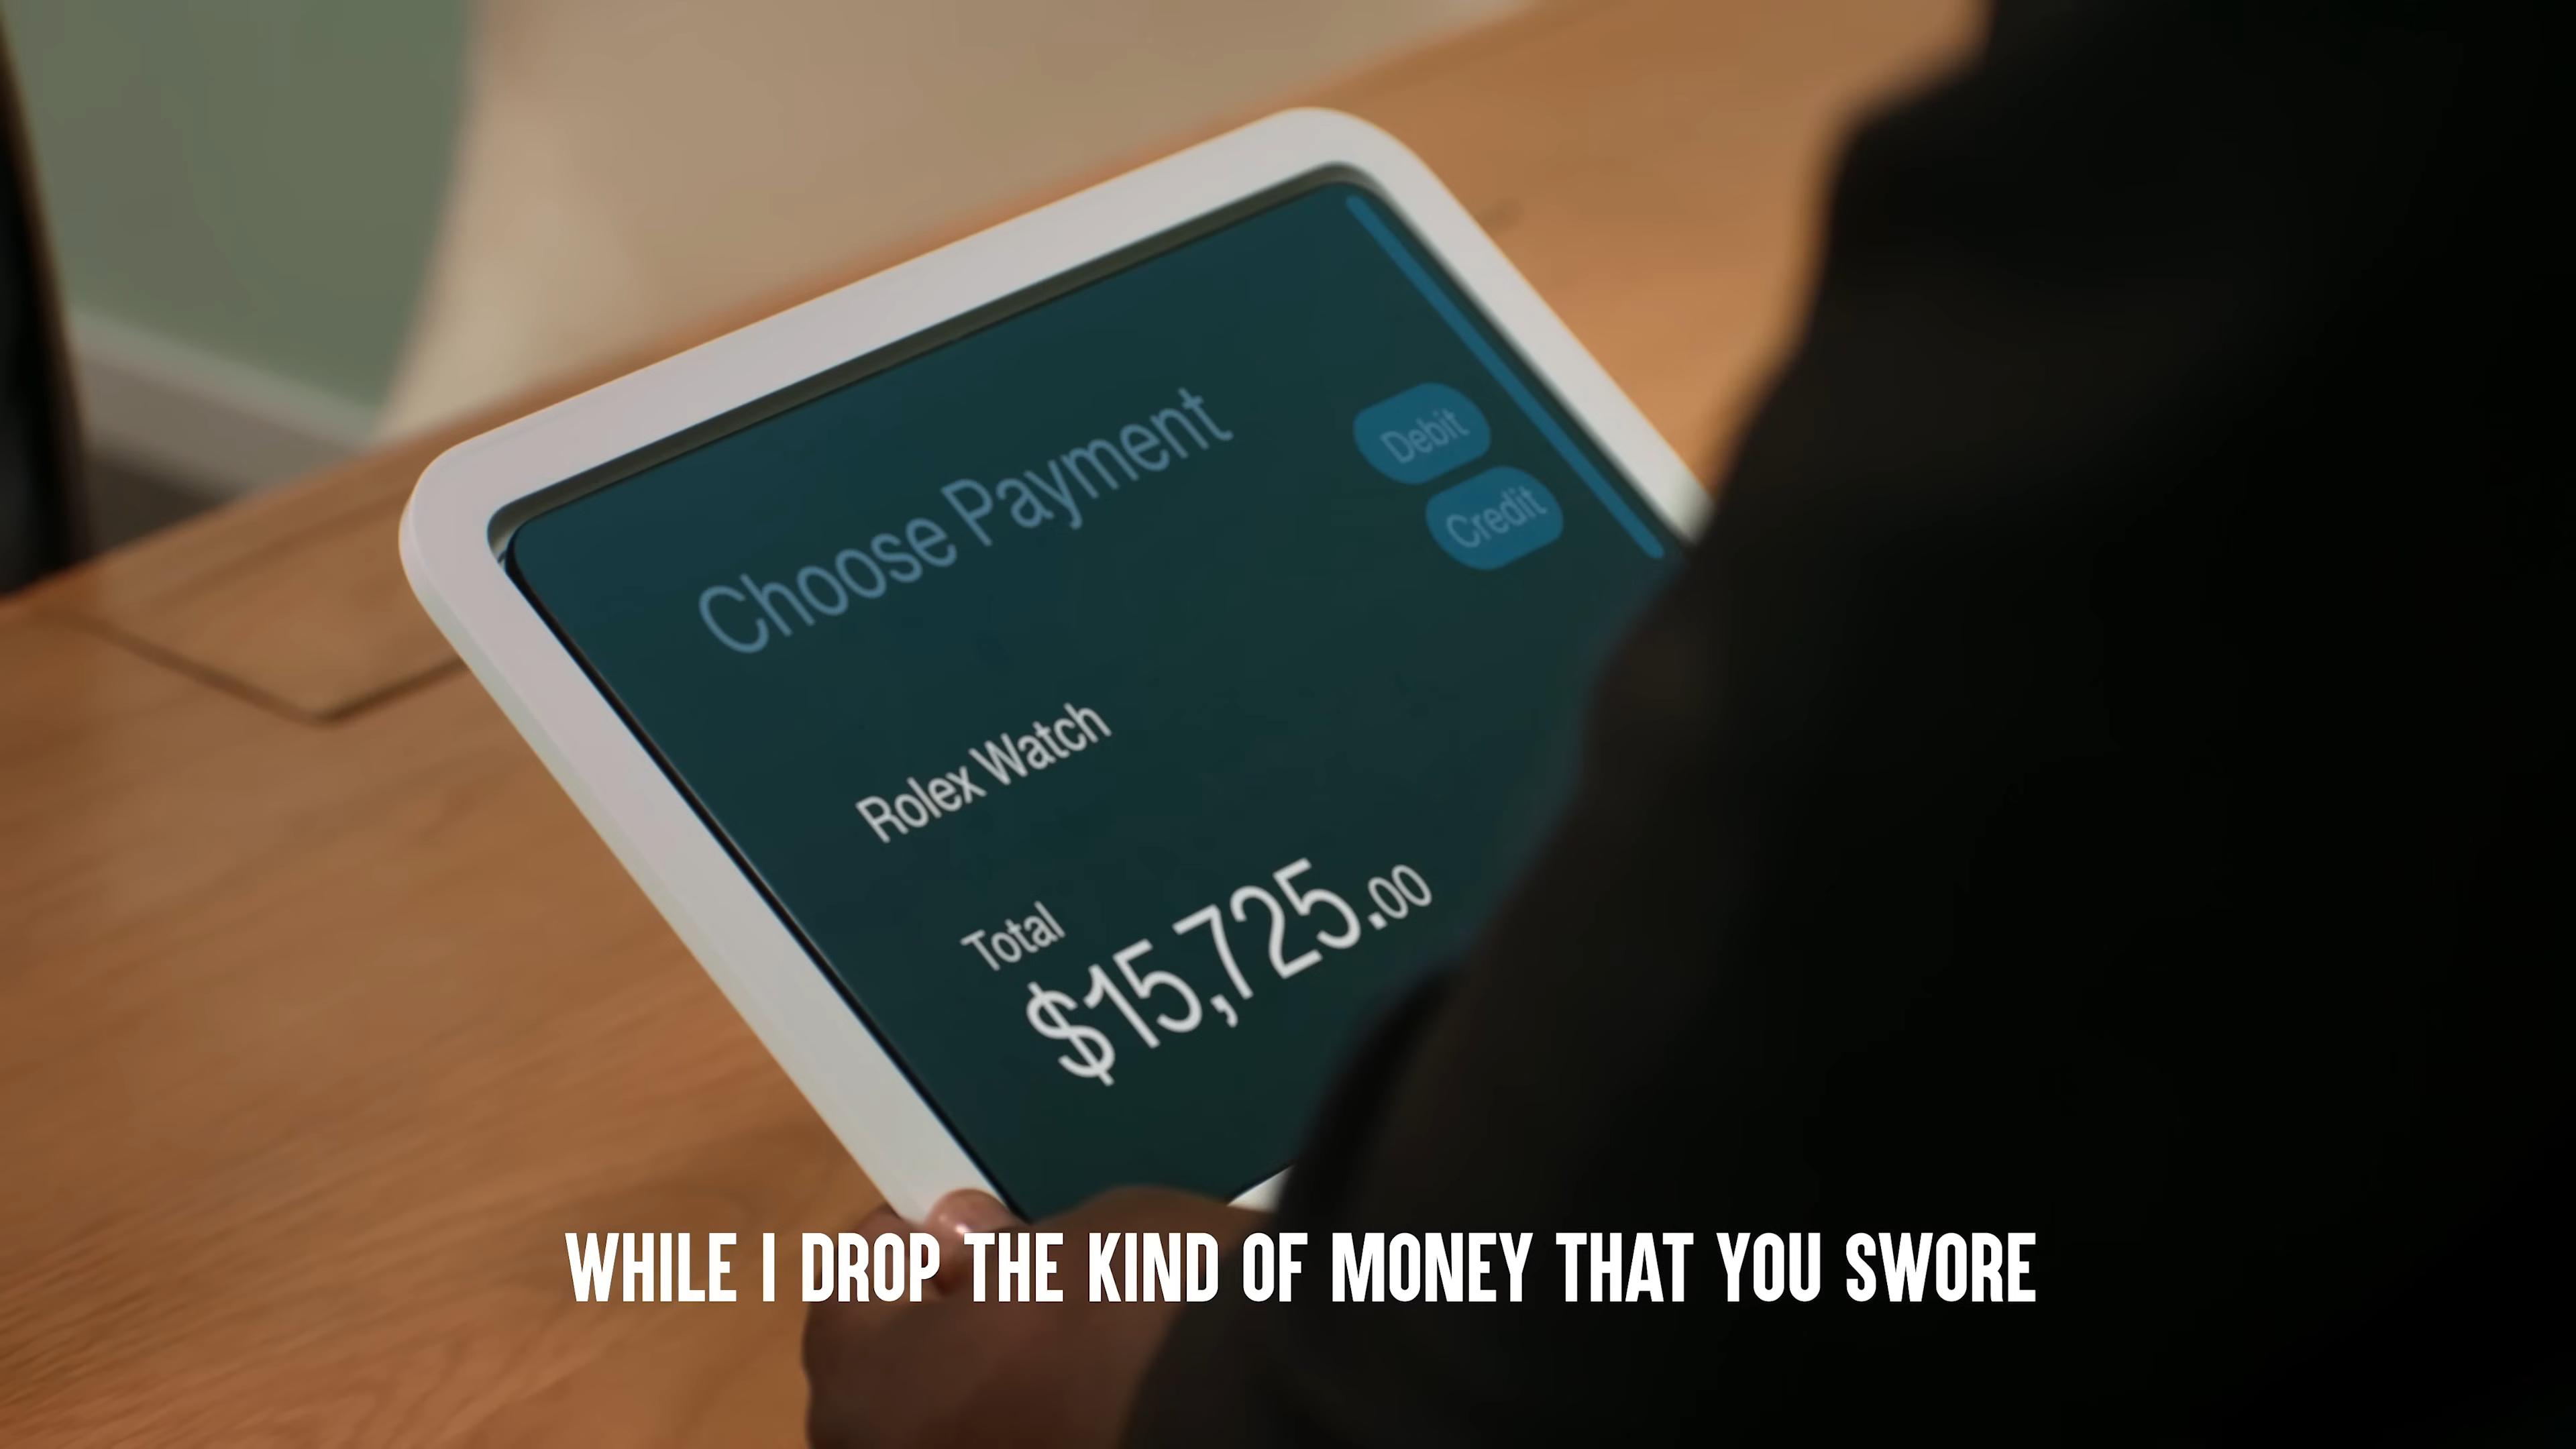 Choose Payment
Debit
Credit
Rolex Watch
Total
$15,725.00
WHILE I DROP THE KIND OF MONEY THAT YOU SWORE